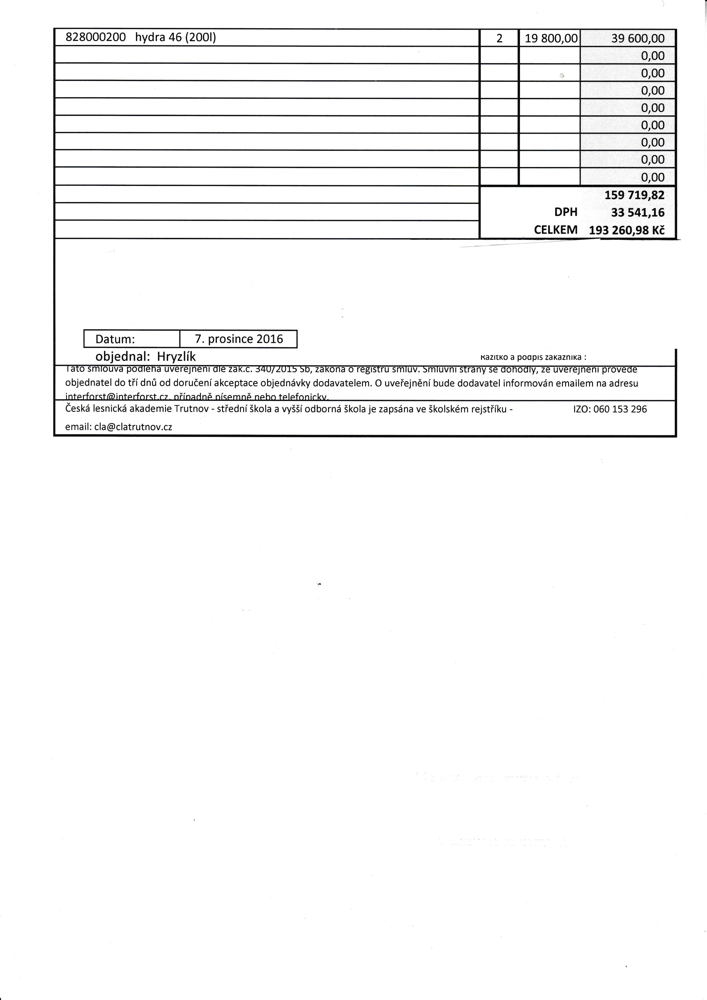 828000200 hydra 46 (200l) 2 19 800,00 39 600,00
0,00
0,00
0,00
0,00
0,00
0,00
0,00
0,00
159 719,82
DPH 33 541,16
CELKEM 193 260,98 Kč
Datum: 7. prosince 2016
objednal: Hryzlík Razítko a podpis zákazníka :
Tato smlouva podléhá uveřejnění dle zák.č. 340/2015 Sb, zákona o registru smluv. Smluvní strany se dohodly, že uveřejnění provede
objednatel do tří dnů od doručení akceptace objednávky dodavatelem. O uveřejnění bude dodavatel informován emailem na adresu
interforst@interforst.cz, případně písemně nebo telefonicky.
Česká lesnická akademie Trutnov - střední škola a vyšší odborná škola je zapsána ve školském rejstříku - IZO: 060 153 296
email: cla@clatrutnov.cz